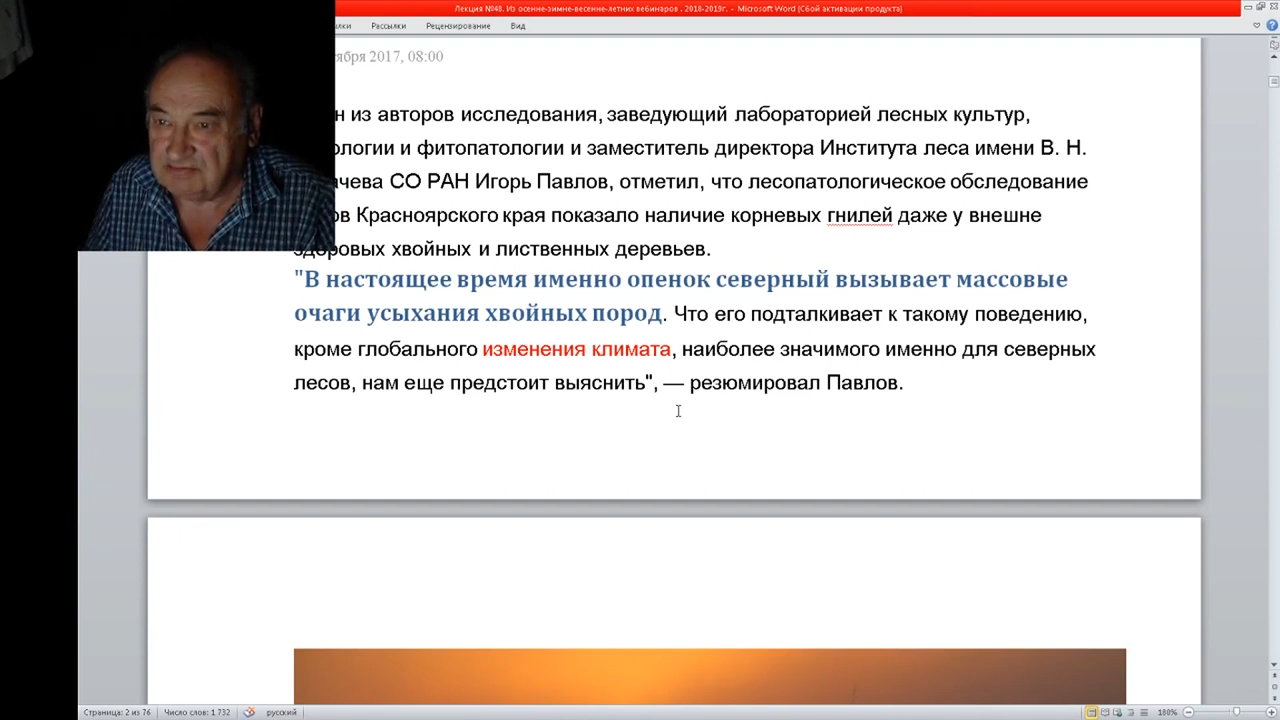 Лекция №48. Из осенне-зимне-весенне-летних вебинаров . 2018-2019г. - Microsoft Word (Сбой активации продукта)
Рассылки Рецензирование Вид
2017, 08:00
из авторов исследования, заведующий лабораторией лесных культур,
и фитопатологии и заместитель директора Института леса имени В. Н.
СО РАН Игорь Павлов, отметил, что лесопатологическое обследование
Красноярского края показало наличие корневых гнилей даже у внешне
здоровых хвойных и лиственных деревьев.
"В настоящее время именно опенок северный вызывает массовые
очаги усыхания хвойных пород. Что его подталкивает к такому поведению,
кроме глобального изменения климата, наиболее значимого именно для северных
лесов, нам еще предстоит выяснить", — резюмировал Павлов.
Страница: 2 из 76 Число слов: 1 732 русский 180%